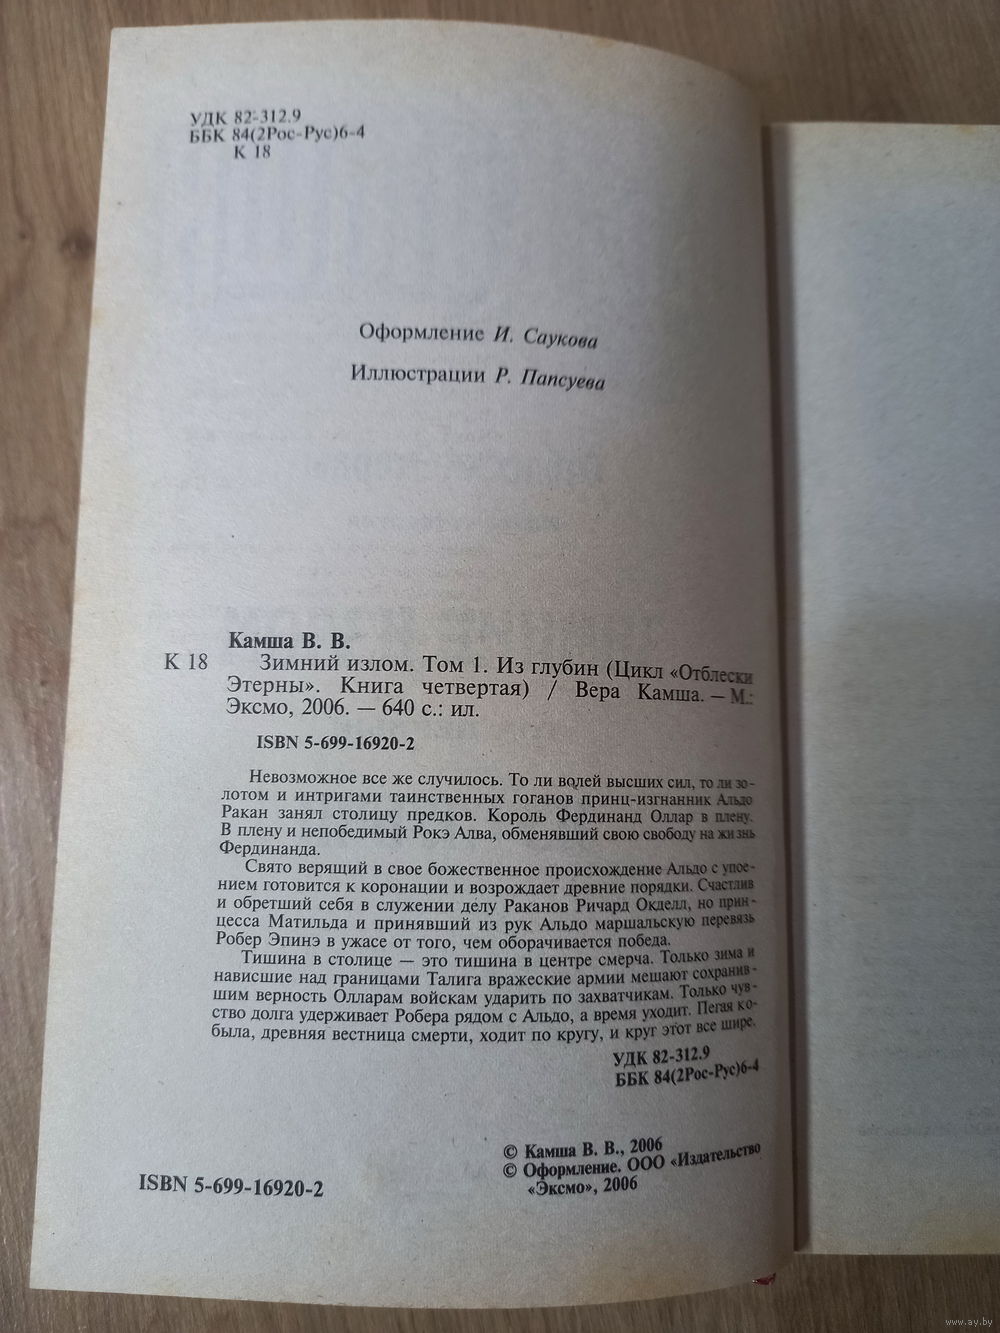 УДК 82-312.9
ББК 84(2Рос-Рус)6-4
К 18
Оформление И. Саукова
Иллюстрации Р. Папсуева
Камша В. В.
К 18 Зимний излом. Том 1. Из глубин (Цикл «Отблески
Этерны». Книга четвертая) / Вера Камша. — М.:
Эксмо, 2006. — 640 с.: ил.
ISBN 5-699-16920-2
Невозможное все же случилось. То ли волей высших сил, то ли зо-
лотом и интригами таинственных гоганов принц-изгнанник Альдо
Ракан занял столицу предков. Король Фердинанд Оллар в плену.
В плену и непобедимый Рокэ Алва, обменявший свою свободу на жизнь
Фердинанда.
Свято верящий в свое божественное происхождение Альдо с упое-
нием готовится к коронации и возрождает древние порядки. Счастлив
и обретший себя в служении делу Раканов Ричард Окделл, но прин-
цесса Матильда и принявший из рук Альдо маршальскую перевязь
Робер Эпинэ в ужасе от того, чем оборачивается победа.
Тишина в столице — это тишина в центре смерча. Только зима и
нависшие над границами Талига вражеские армии мешают сохранив-
шим верность Олларам войскам ударить по захватчикам. Только чув-
ство долга удерживает Робера рядом с Альдо, а время уходит. Пегая ко-
была, древняя вестница смерти, ходит по кругу, и круг этот все шире.
УДК 82-312.9
ББК 84(2Рос-Рус)6-4
© Камша В. В., 2006
© Оформление. ООО «Издательство
«Эксмо», 2006
ISBN 5-699-16920-2
www.ay.by